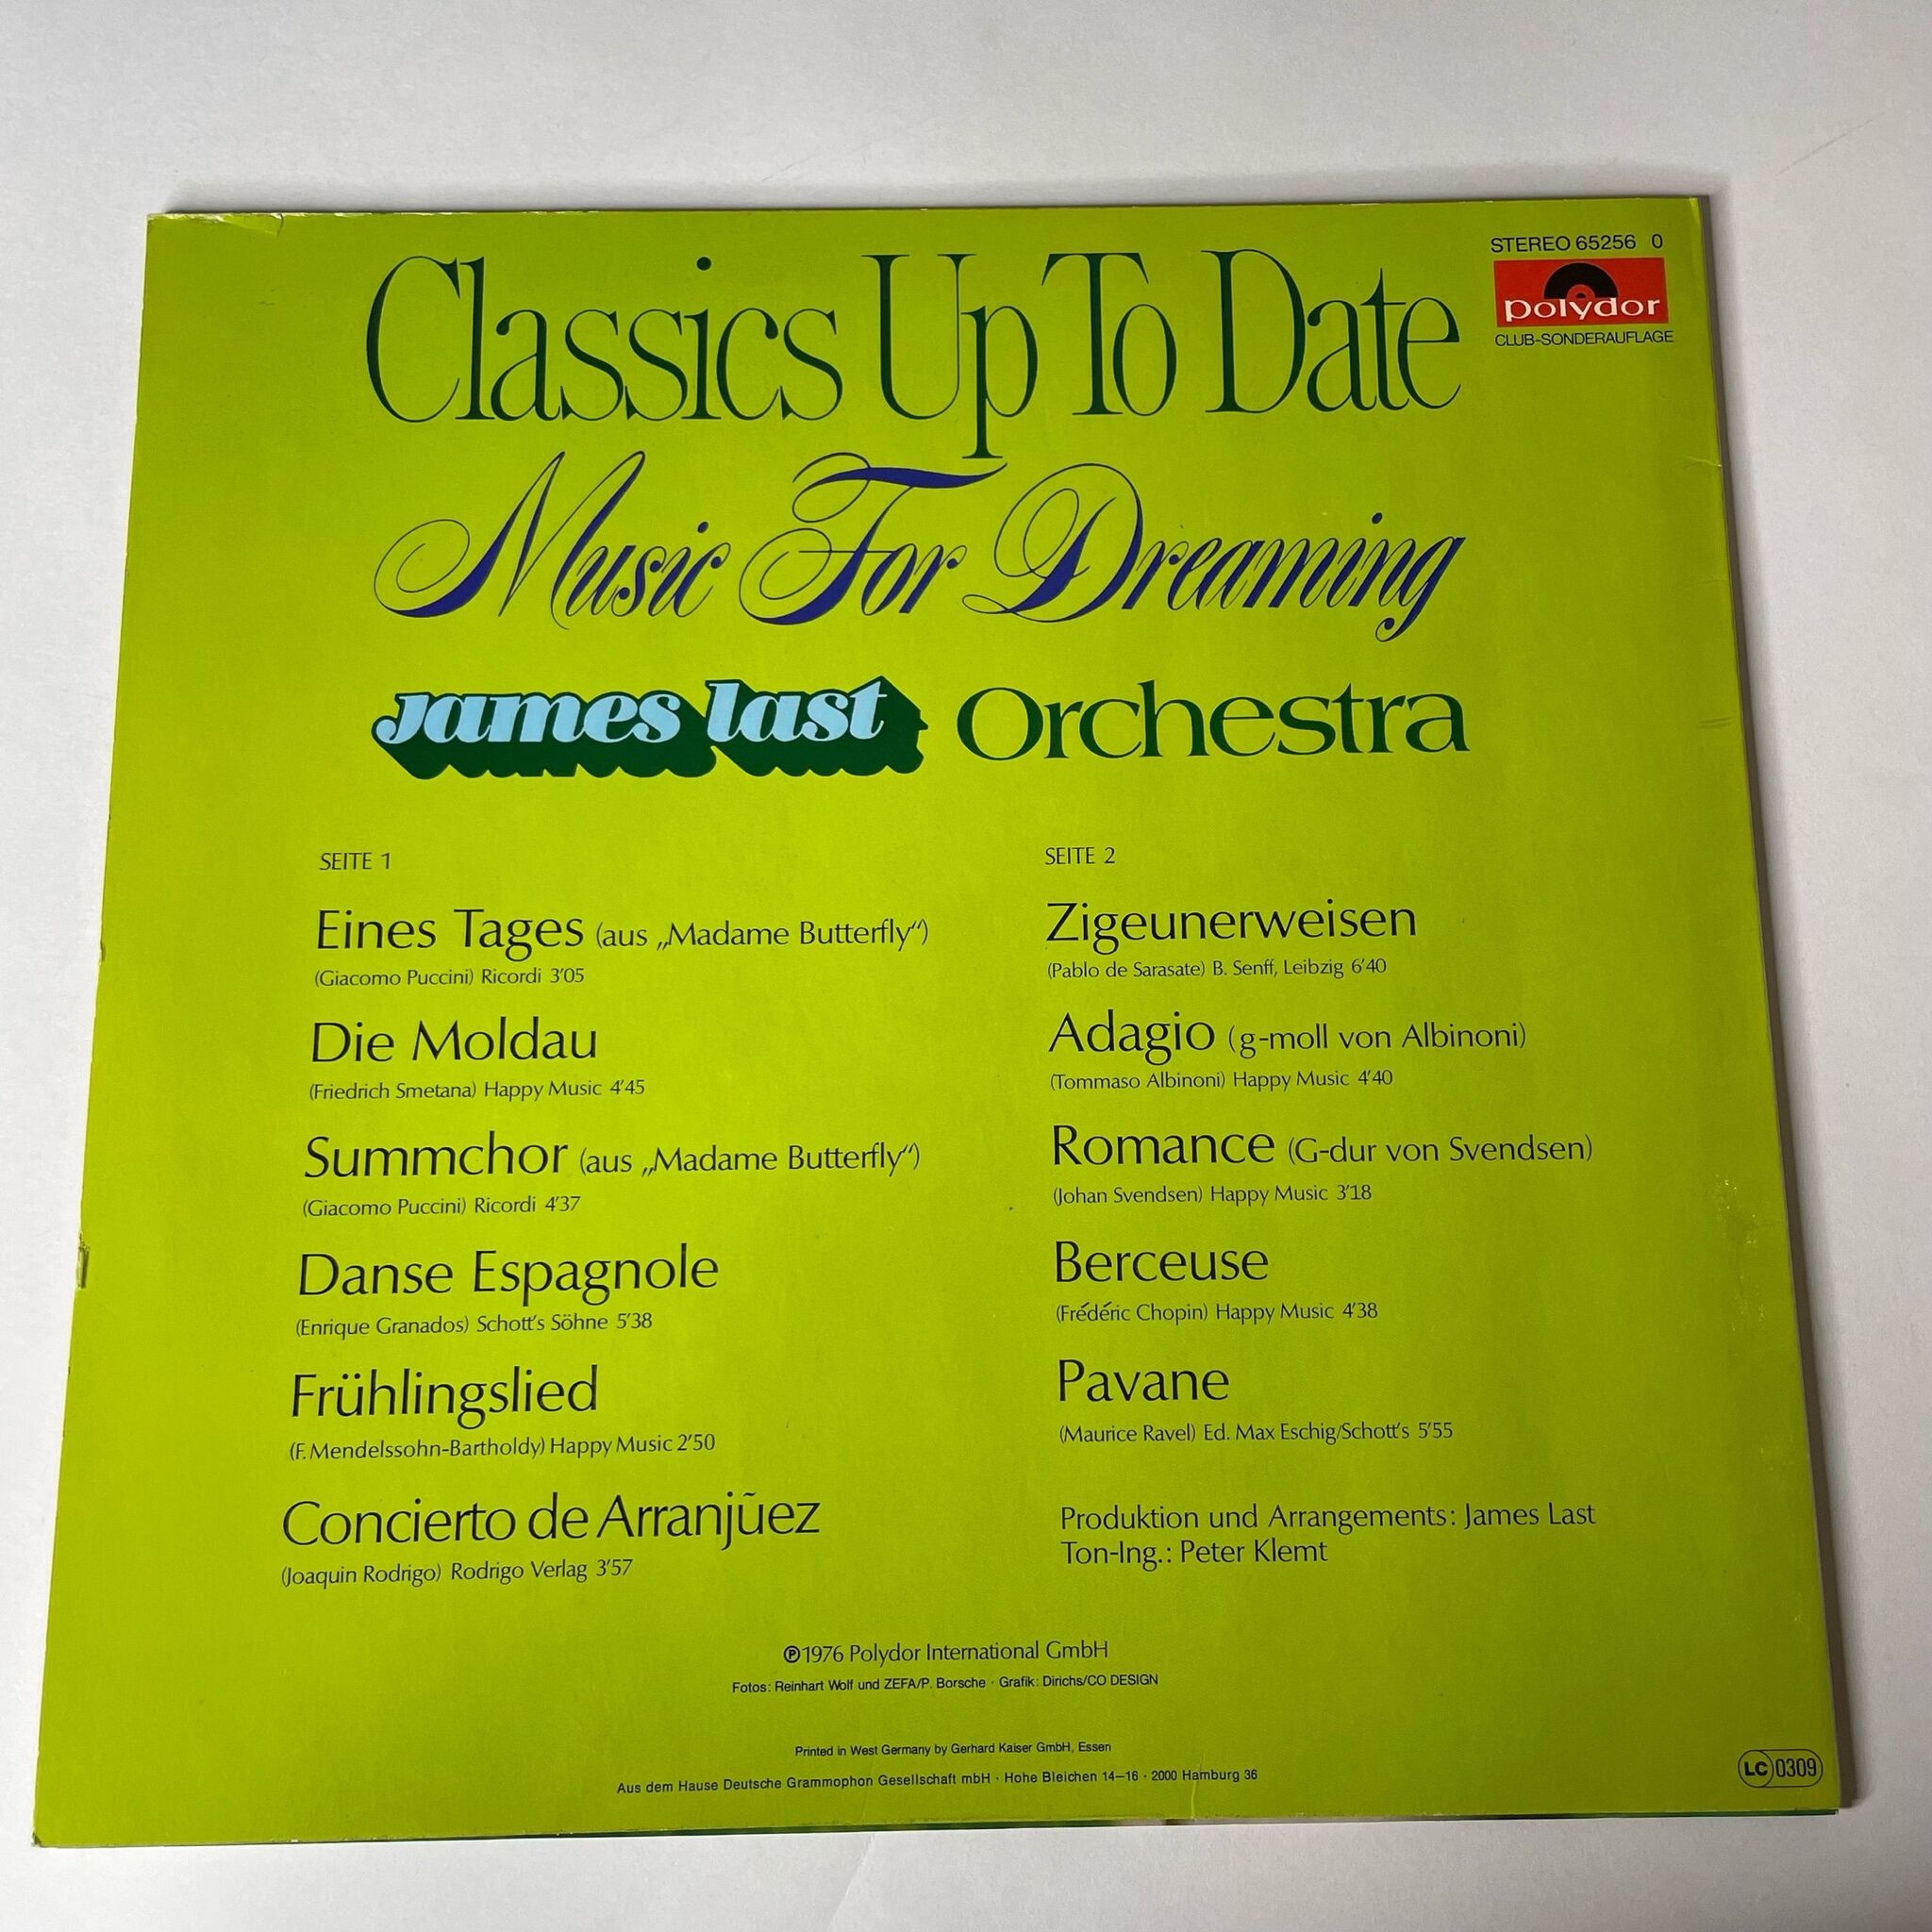 STEREO 65256 0
polydor
CLUB-SONDERAUFLAGE
Classics Up To Date
Music For Dreaming
james last Orchestra
SEITE 1
Eines Tages (aus „Madame Butterfly“)
(Giacomo Puccini) Ricordi 3'05
Die Moldau
(Friedrich Smetana) Happy Music 4'45
Summchor (aus „Madame Butterfly“)
(Giacomo Puccini) Ricordi 4'37
Danse Espagnole
(Enrique Granados) Schott's Söhne 5'38
Frühlingslied
(F. Mendelssohn-Bartholdy) Happy Music 2'50
Concierto de Arranjũez
(Joaquin Rodrigo) Rodrigo Verlag 3'57
SEITE 2
Zigeunerweisen
(Pablo de Sarasate) B. Senff, Leibzig 6'40
Adagio (g-moll von Albinoni)
(Tommaso Albinoni) Happy Music 4'40
Romance (G-dur von Svendsen)
(Johan Svendsen) Happy Music 3'18
Berceuse
(Frédéric Chopin) Happy Music 4'38
Pavane
(Maurice Ravel) Ed. Max Eschig/Schott's 5'55
Produktion und Arrangements: James Last
Ton-Ing.: Peter Klemt
℗1976 Polydor International GmbH
Fotos: Reinhart Wolf und ZEFA/P. Borsche · Grafik: Dirichs/CO DESIGN
Printed in West Germany by Gerhard Kaiser GmbH, Essen
Aus dem Hause Deutsche Grammophon Gesellschaft mbH · Hohe Bleichen 14–16 · 2000 Hamburg 36
LC 0309